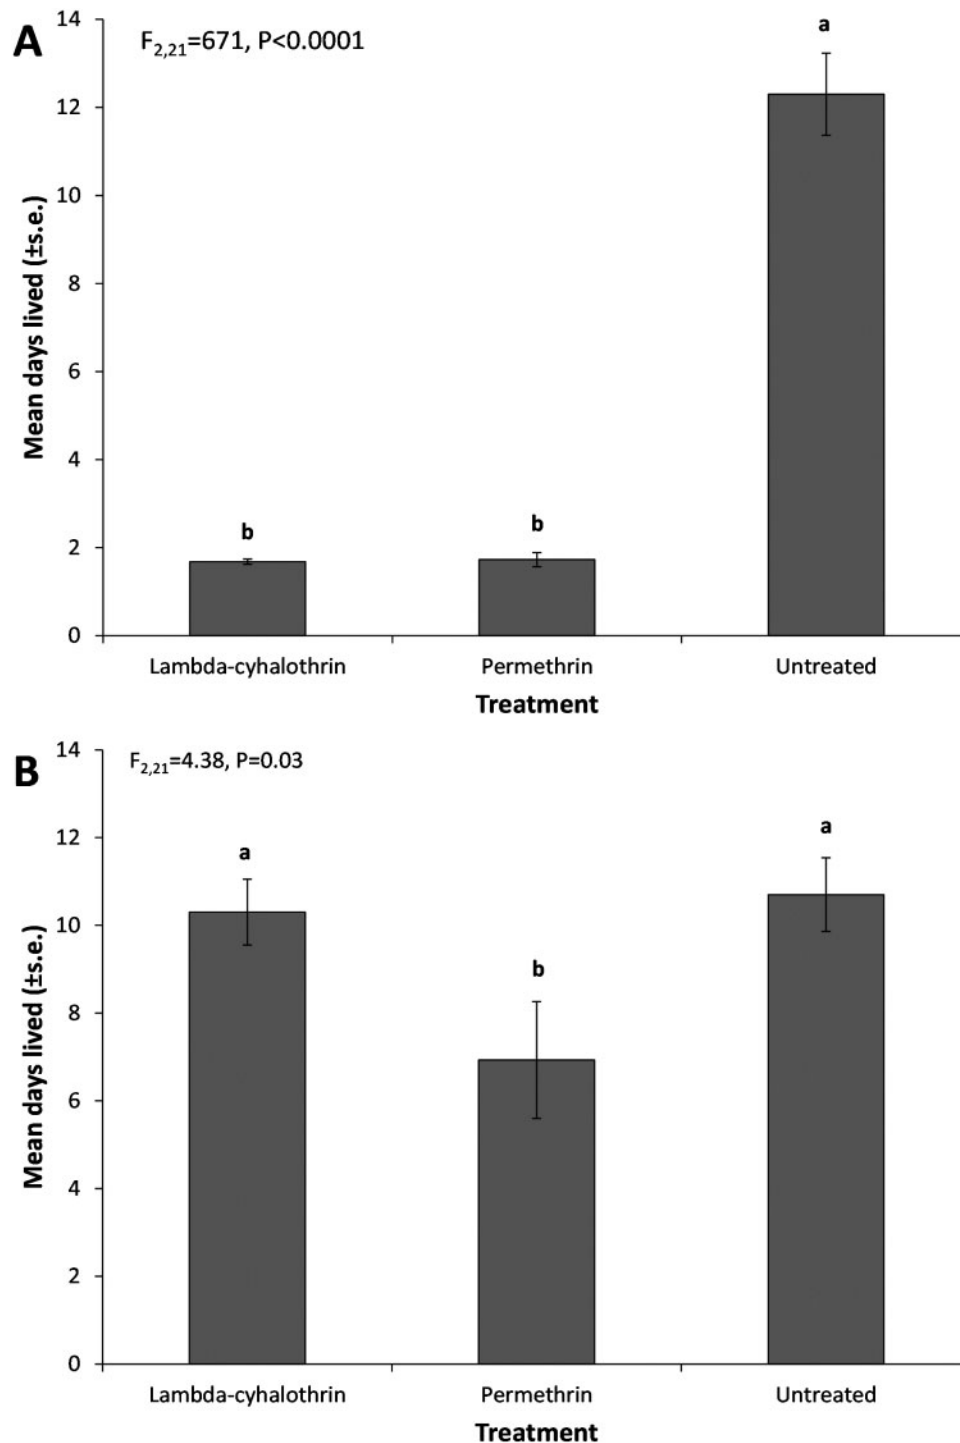 A
F2,21=671, P<0.0001
Mean days lived (±s.e.)
14
12
10
8
6
4
2
0
b
b
a
Lambda-cyhalothrin
Permethrin
Untreated
Treatment
B
F2,21=4.38, P=0.03
Mean days lived (±s.e.)
14
12
10
8
6
4
2
0
a
b
a
Lambda-cyhalothrin
Permethrin
Untreated
Treatment